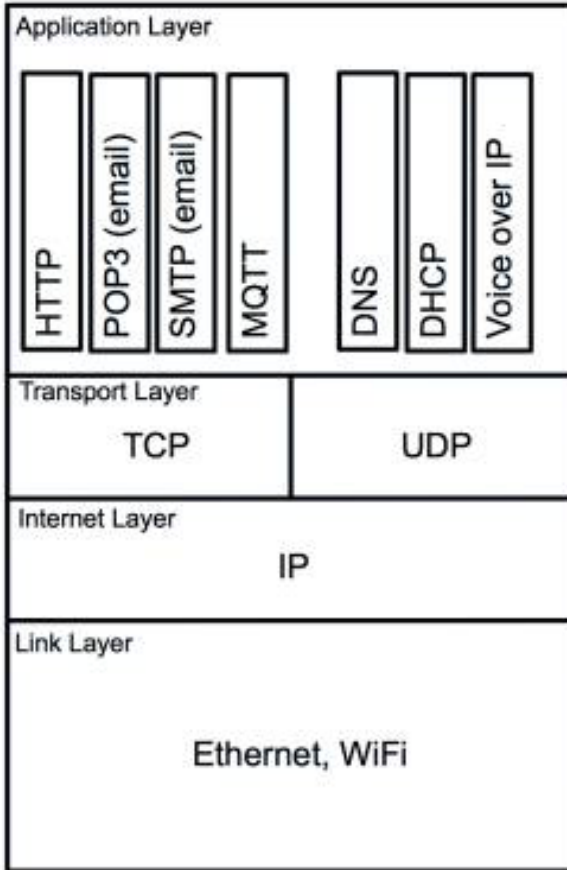 Application Layer
HTTP
POP3 (email)
SMTP (email)
MQTT
DNS
DHCP
Voice over IP
Transport Layer
TCP
UDP
Internet Layer
IP
Link Layer
Ethernet, WiFi